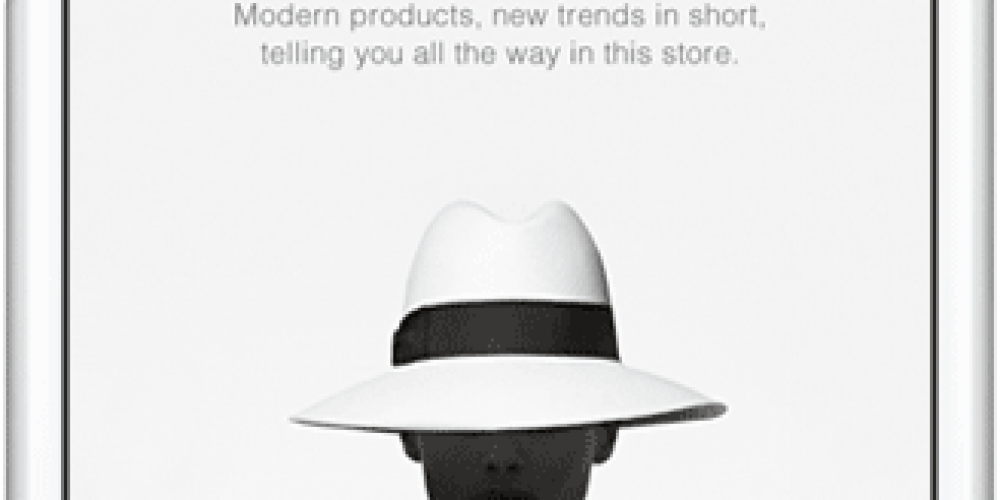 Modern products, new trends in short,
telling you all the way in this store.